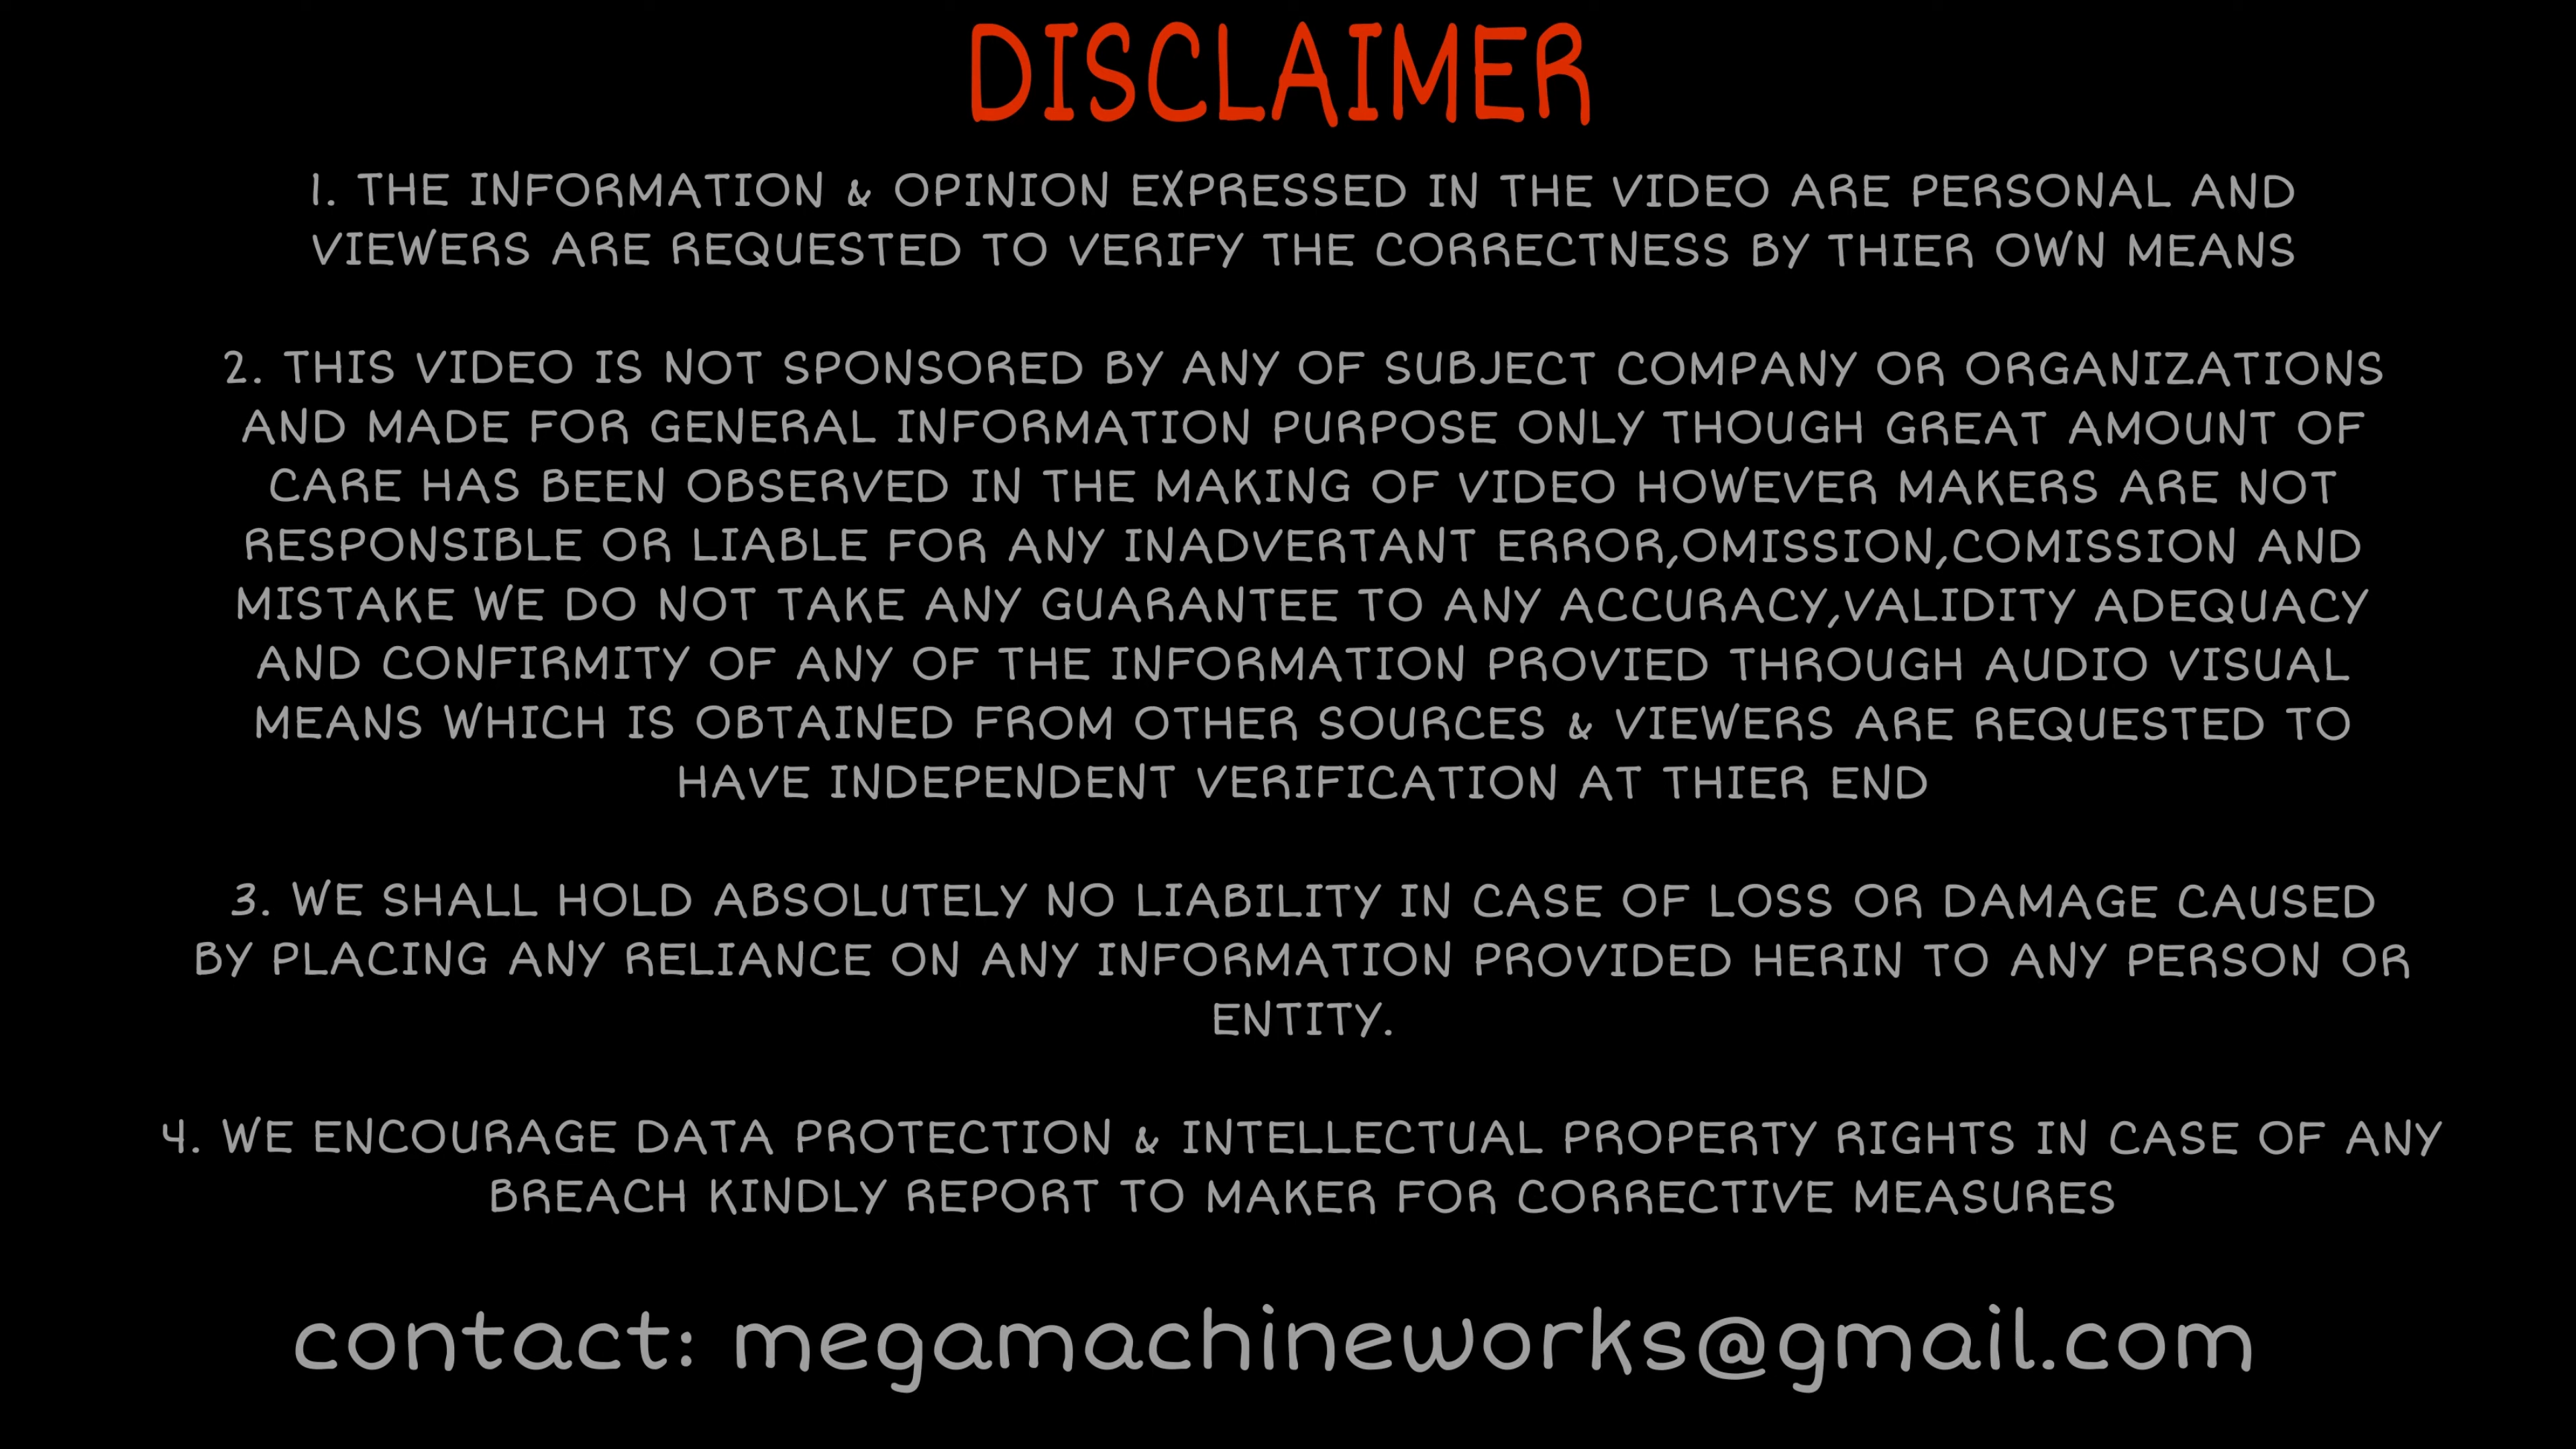 DISCLAIMER
1. THE INFORMATION & OPINION EXPRESSED IN THE VIDEO ARE PERSONAL AND
VIEWERS ARE REQUESTED TO VERIFY THE CORRECTNESS BY THIER OWN MEANS
2. THIS VIDEO IS NOT SPONSORED BY ANY OF SUBJECT COMPANY OR ORGANIZATIONS
AND MADE FOR GENERAL INFORMATION PURPOSE ONLY THOUGH GREAT AMOUNT OF
CARE HAS BEEN OBSERVED IN THE MAKING OF VIDEO HOWEVER MAKERS ARE NOT
RESPONSIBLE OR LIABLE FOR ANY INADVERTANT ERROR,OMISSION,COMISSION AND
MISTAKE WE DO NOT TAKE ANY GUARANTEE TO ANY ACCURACY,VALIDITY ADEQUACY
AND CONFIRMITY OF ANY OF THE INFORMATION PROVIED THROUGH AUDIO VISUAL
MEANS WHICH IS OBTAINED FROM OTHER SOURCES & VIEWERS ARE REQUESTED TO
HAVE INDEPENDENT VERIFICATION AT THIER END
3. WE SHALL HOLD ABSOLUTELY NO LIABILITY IN CASE OF LOSS OR DAMAGE CAUSED
BY PLACING ANY RELIANCE ON ANY INFORMATION PROVIDED HERIN TO ANY PERSON OR
ENTITY.
4. WE ENCOURAGE DATA PROTECTION & INTELLECTUAL PROPERTY RIGHTS IN CASE OF ANY
BREACH KINDLY REPORT TO MAKER FOR CORRECTIVE MEASURES
contact: megamachineworks@gmail.com